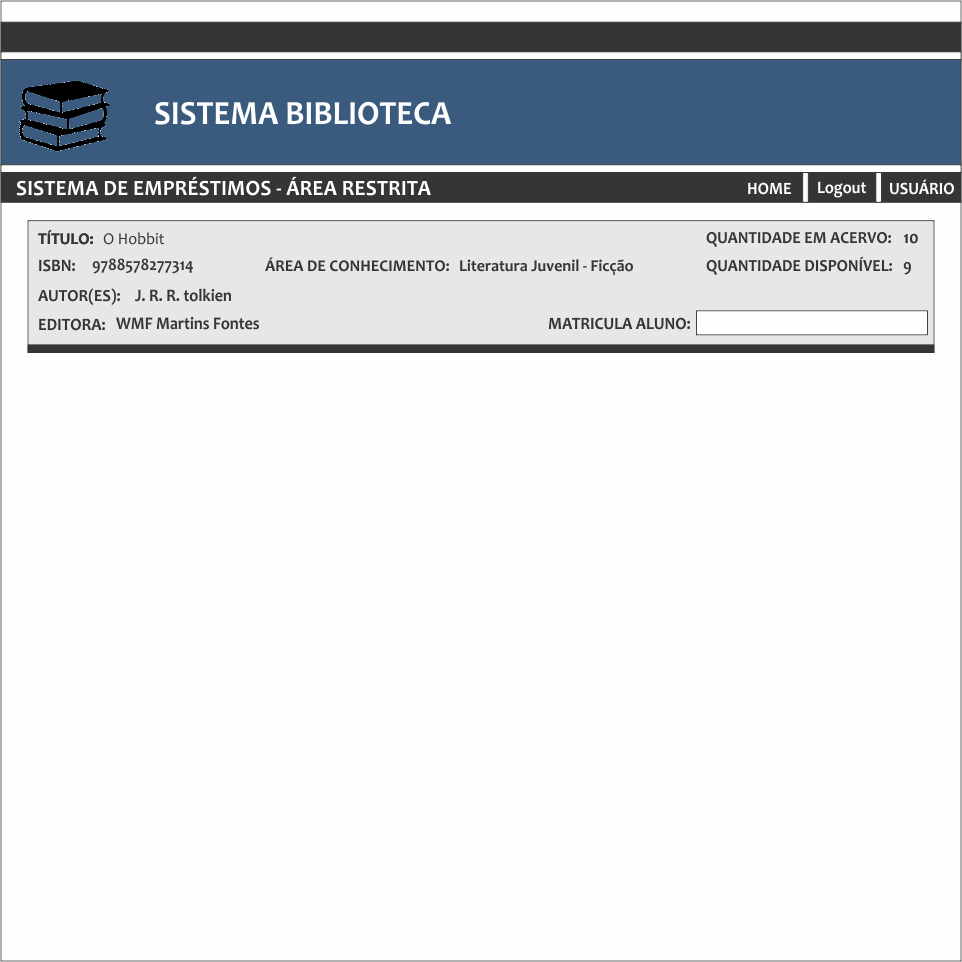 SISTEMA BIBLIOTECA
SISTEMA DE EMPRÉSTIMOS - ÁREA RESTRITA HOME Logout USUÁRIO
TÍTULO: O Hobbit QUANTIDADE EM ACERVO: 10
ISBN: 9788578277314 ÁREA DE CONHECIMENTO: Literatura Juvenil - Ficção QUANTIDADE DISPONÍVEL: 9
AUTOR(ES): J. R. R. tolkien
EDITORA: WMF Martins Fontes MATRICULA ALUNO: